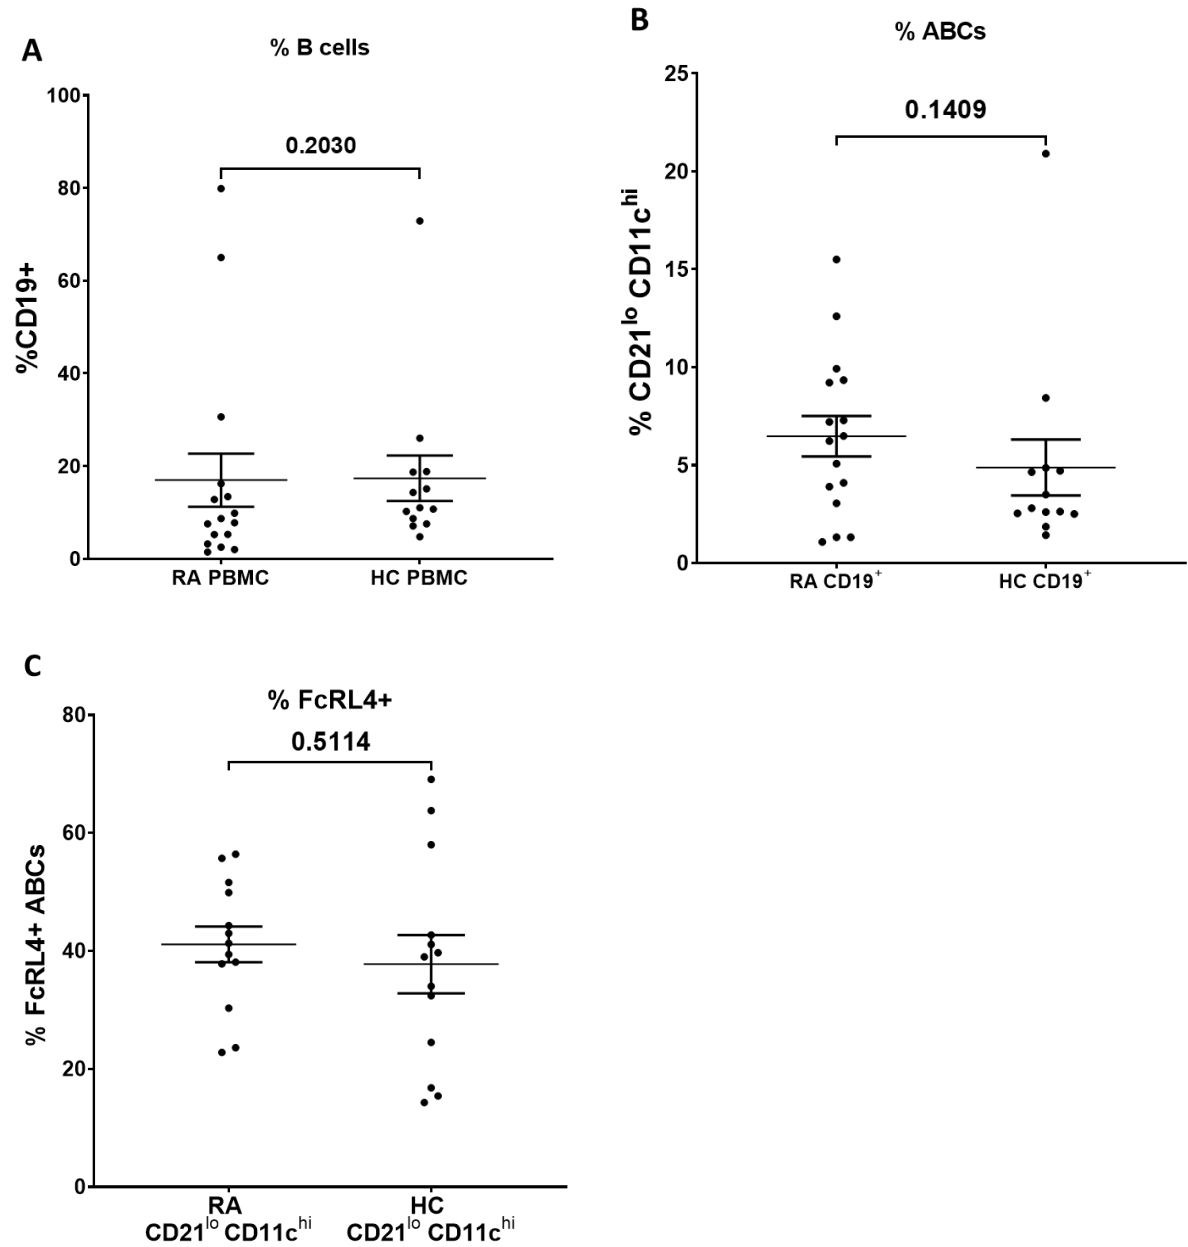 A
% B cells
0.2030
%CD19+
100
80
60
40
20
0
RA PBMC
HC PBMC
B
% ABCs
0.1409
% CD21lo CD11chi
25
20
15
10
5
0
RA CD19+
HC CD19+
C
% FcRL4+
0.5114
% FcRL4+ ABCs
80
60
40
20
0
RA
CD21lo CD11chi
HC
CD21lo CD11chi